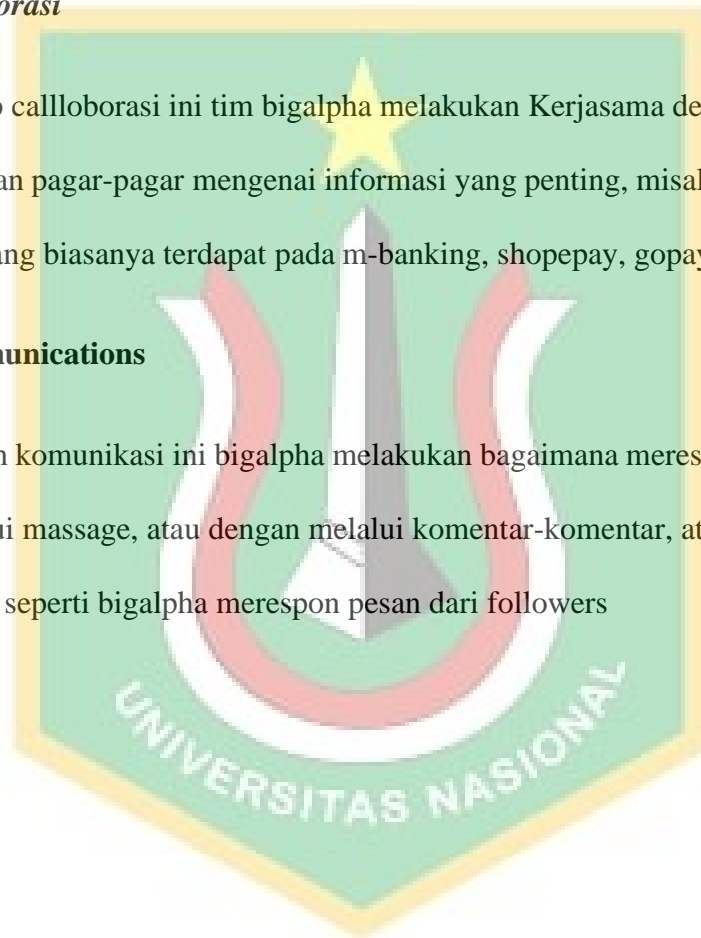 orasi
callloborasi ini tim bigalpha melakukan Kerjasama de
an pagar-pagar mengenai informasi yang penting, misal
ang biasanya terdapat pada m-banking, shopepay, gopay
unications
n komunikasi ini bigalpha melakukan bagaimana meres
ui massage, atau dengan melalui komentar-komentar, at
seperti bigalpha merespon pesan dari followers
UNIVERSITAS NASIONAL